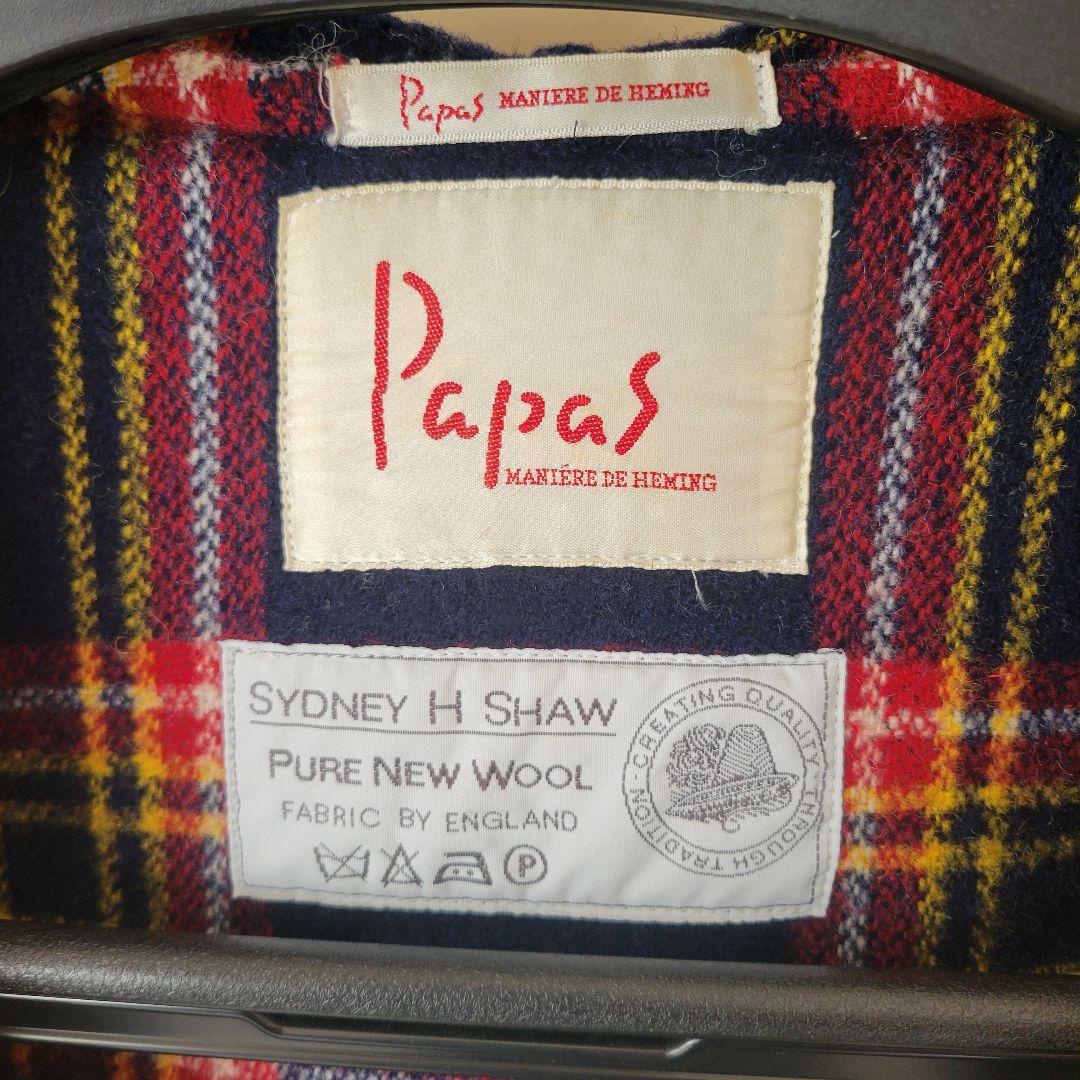 Papas MANIERE DE HEMING
Papas
MANIÉRE DE HEMING
SYDNEY H SHAW
PURE NEW WOOL
FABRIC BY ENGLAND
P
CREATING QUALITY THROUGH TRADITION